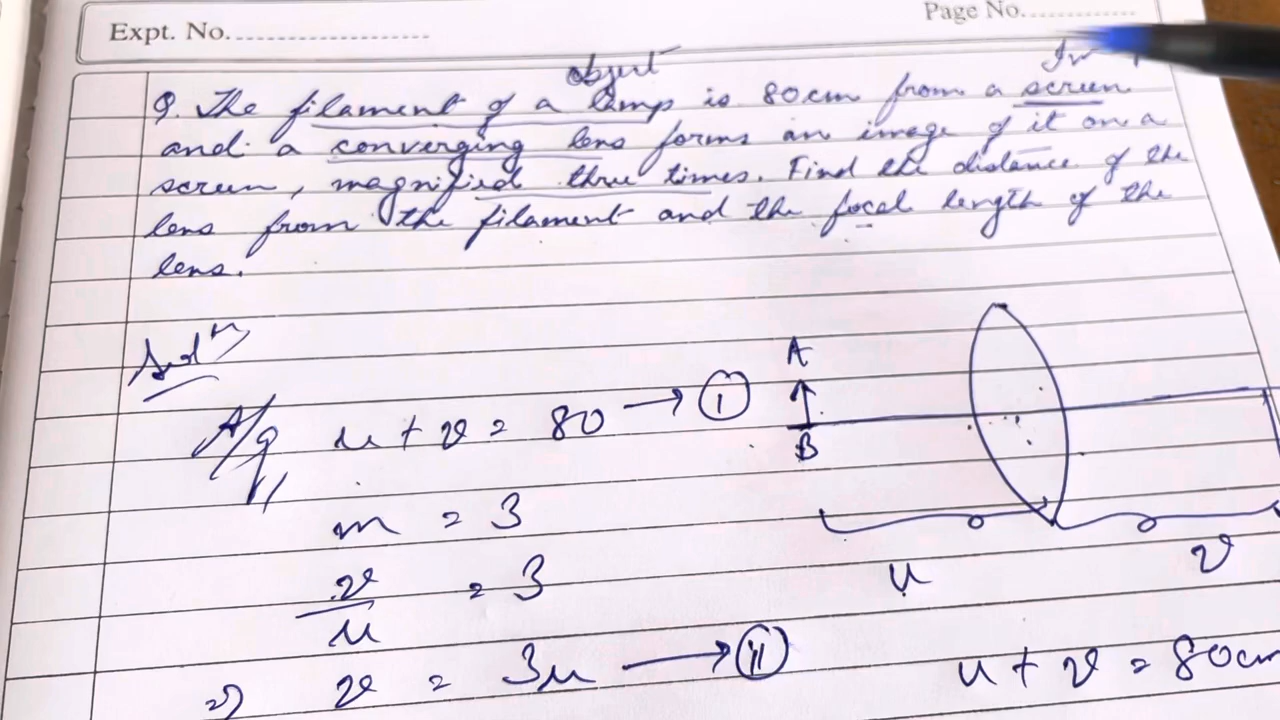 Expt. No.
Page No.
object
Q. The filament of a lamp is 80cm from a screen
and a converging lens forms an image of it on a
screen, magnified three times. Find the distance of the
lens from the filament and the focal length of the
lens.
Sol^n
A/q u + v = 80 → (i)
m = 3
v/u = 3
⇒ v = 3u → (ii)
A
B
u
v
u + v = 80cm